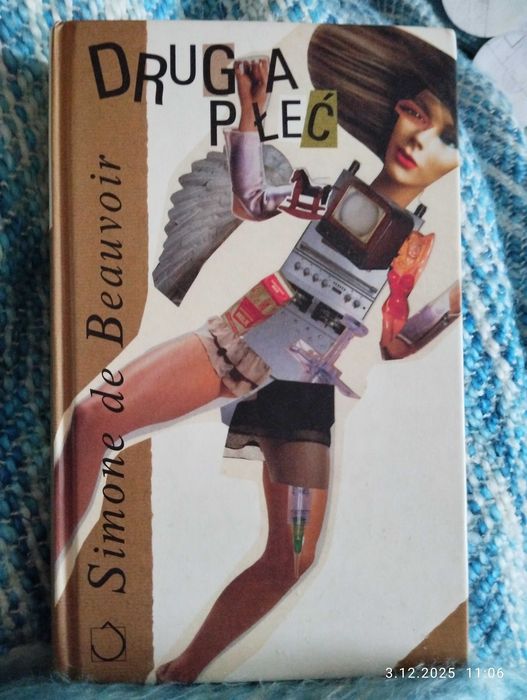 DRUGA
PŁEĆ
Simone de Beauvoir
3.12.2025 11:06